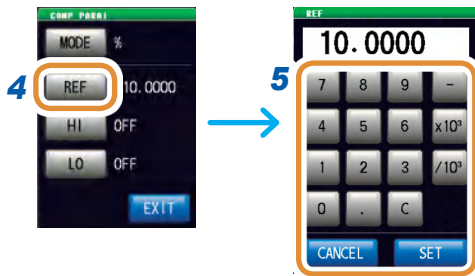 COMP PARA1
MODE %
4 REF 10.0000
HI OFF
LO OFF
EXIT
REF
10.0000
5
7 8 9 -
4 5 6 x10³
1 2 3 /10³
0 . C
CANCEL SET